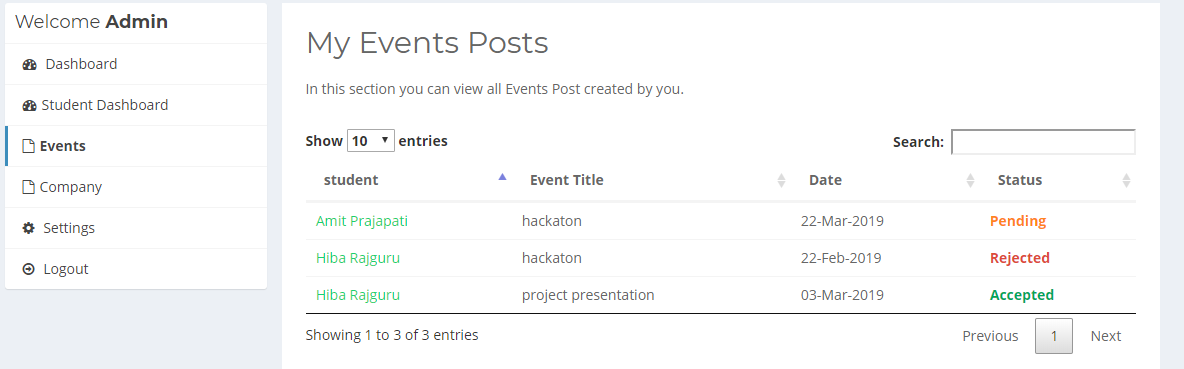 Welcome Admin
Dashboard
Student Dashboard
Events
Company
Settings
Logout
My Events Posts
In this section you can view all Events Post created by you.
Show 10 entries
Search:
student Event Title Date Status
Amit Prajapati hackaton 22-Mar-2019 Pending
Hiba Rajguru hackaton 22-Feb-2019 Rejected
Hiba Rajguru project presentation 03-Mar-2019 Accepted
Showing 1 to 3 of 3 entries
Previous 1 Next